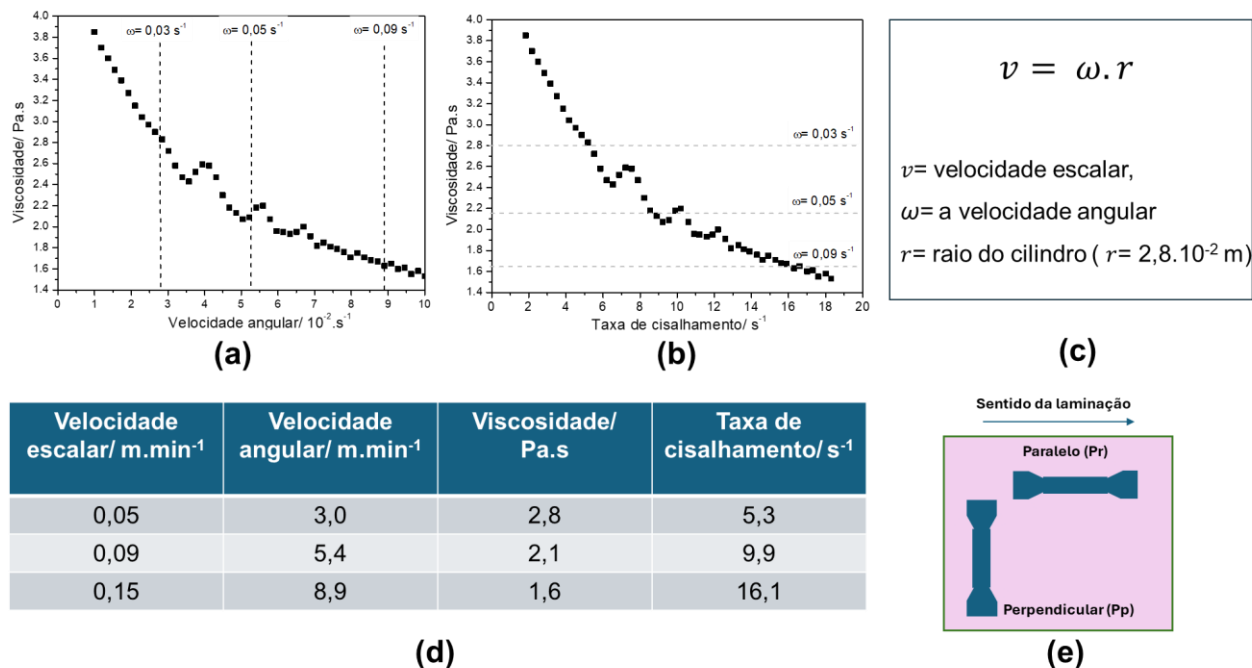 ω= 0,03 s-1 ω= 0,05 s-1 ω= 0,09 s-1
4.0
3.8
3.6
3.4
3.2
3.0
2.8
2.6
2.4
2.2
2.0
1.8
1.6
1.4
Viscosidade/ Pa.s
0 1 2 3 4 5 6 7 8 9 10
Velocidade angular/ 10-2.s-1
(a)
4.0
3.8
3.6
3.4
3.2
3.0
2.8
2.6
2.4
2.2
2.0
1.8
1.6
1.4
Viscosidade/ Pa.s
ω= 0,03 s-1
ω= 0,05 s-1
ω= 0,09 s-1
0 2 4 6 8 10 12 14 16 18 20
Taxa de cisalhamento/ s-1
(b)
v = ω.r
v= velocidade escalar,
ω= a velocidade angular
r= raio do cilindro ( r= 2,8.10-2 m)
(c)
Velocidade escalar/ m.min-1 Velocidade angular/ m.min-1 Viscosidade/ Pa.s Taxa de cisalhamento/ s-1
0,05 3,0 2,8 5,3
0,09 5,4 2,1 9,9
0,15 8,9 1,6 16,1
(d)
Sentido da laminação
Paralelo (Pr)
Perpendicular (Pp)
(e)